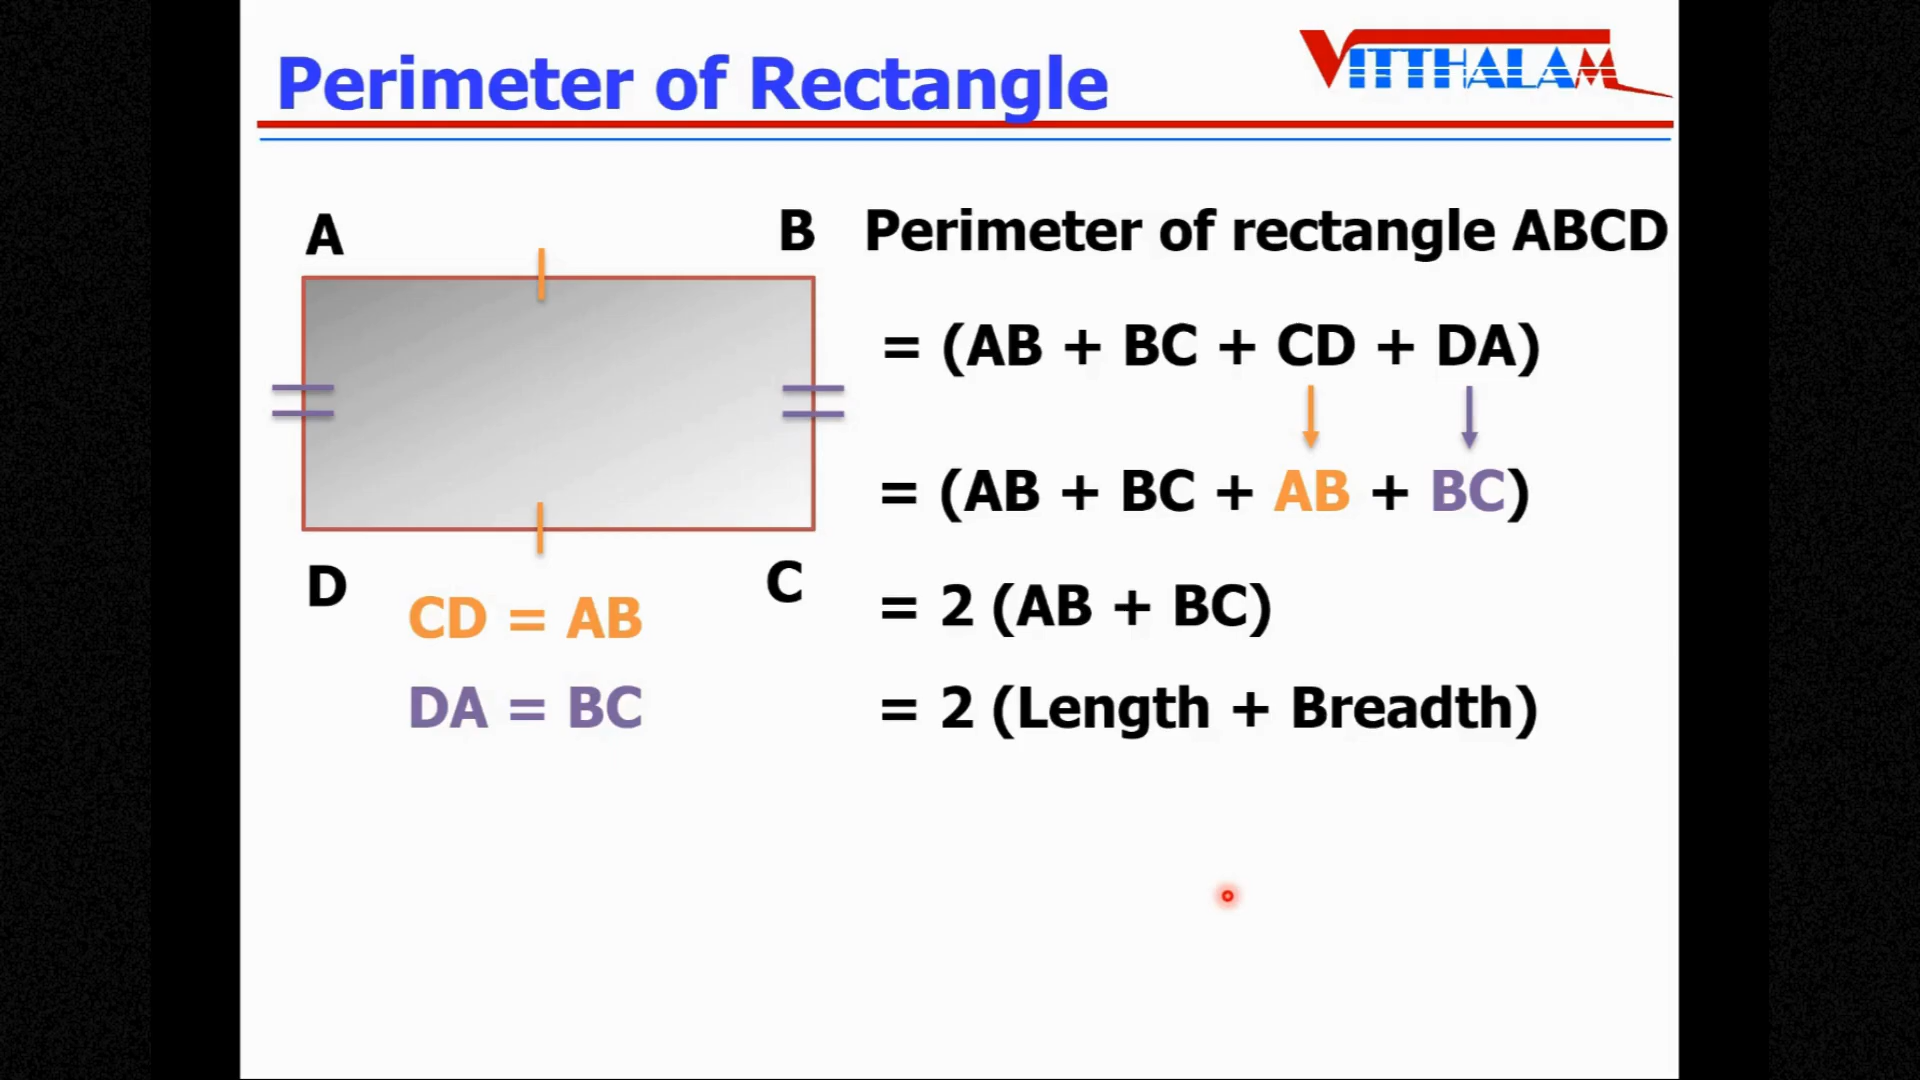 Perimeter of Rectangle
VITTHALAM
A
B
D
C
CD = AB
DA = BC
Perimeter of rectangle ABCD
= (AB + BC + CD + DA)
= (AB + BC + AB + BC)
= 2 (AB + BC)
= 2 (Length + Breadth)